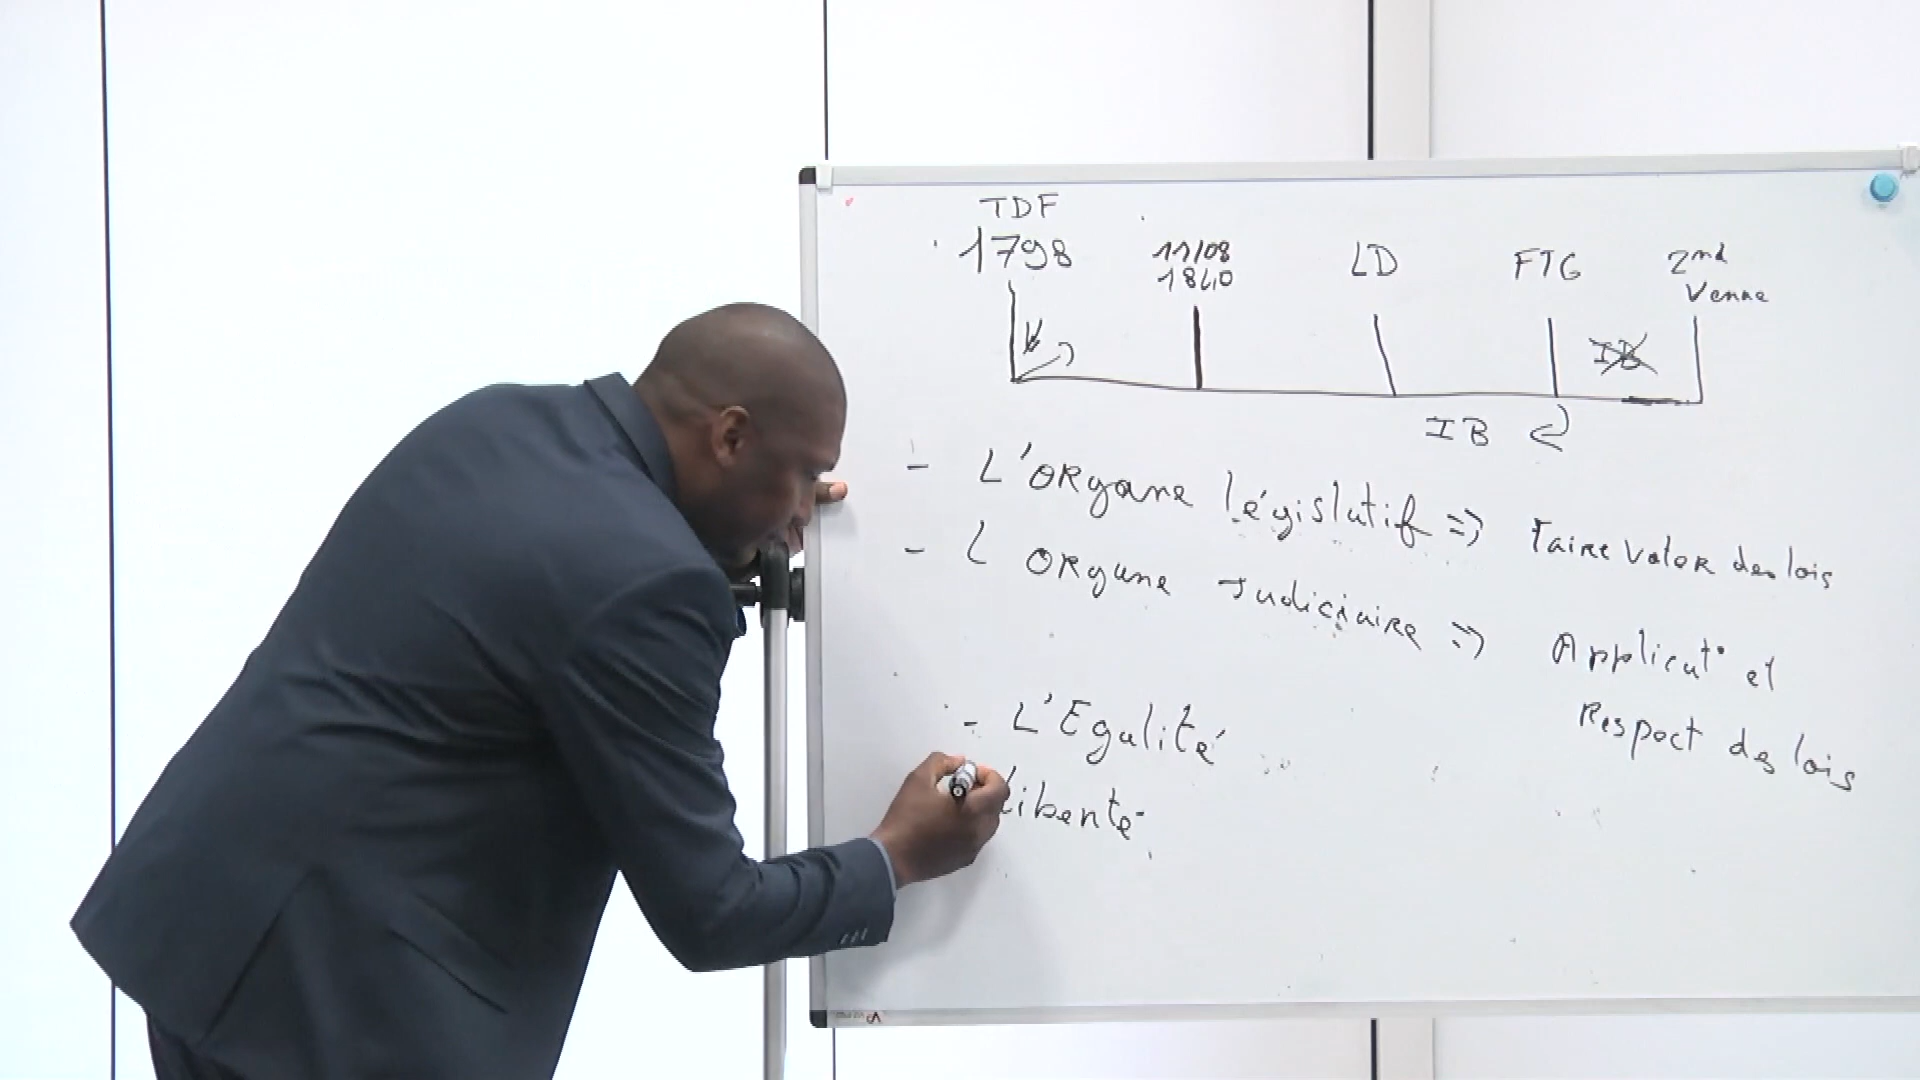 TDF
1798
11/08
1840
LD
FTG
2nd
Venue
IB
IB
- L'ORgane législatif => Faire Valoir des lois
- L ORgane Judiciaire => Applicat° et
Respect des lois
- L'Egalité
Liberté